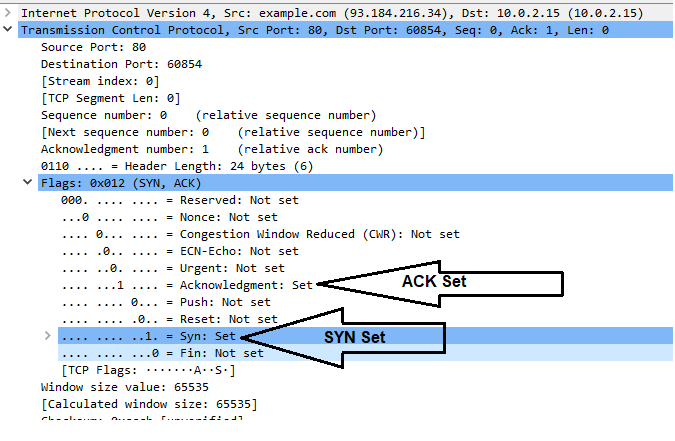 Internet Protocol Version 4, Src: example.com (93.184.216.34), Dst: 10.0.2.15 (10.0.2.15)
Transmission Control Protocol, Src Port: 80, Dst Port: 60854, Seq: 0, Ack: 1, Len: 0
Source Port: 80
Destination Port: 60854
[Stream index: 0]
[TCP Segment Len: 0]
Sequence number: 0    (relative sequence number)
[Next sequence number: 0    (relative sequence number)]
Acknowledgment number: 1    (relative ack number)
0110 .... = Header Length: 24 bytes (6)
Flags: 0x012 (SYN, ACK)
000. .... .... = Reserved: Not set
...0 .... .... = Nonce: Not set
.... 0... .... = Congestion Window Reduced (CWR): Not set
.... .0.. .... = ECN-Echo: Not set
.... ..0. .... = Urgent: Not set
.... ...1 .... = Acknowledgment: Set
ACK Set
.... .... 0... = Push: Not set
.... .... .0.. = Reset: Not set
.... .... ..1. = Syn: Set
SYN Set
.... .... ...0 = Fin: Not set
[TCP Flags: ·······A··S·]
Window size value: 65535
[Calculated window size: 65535]